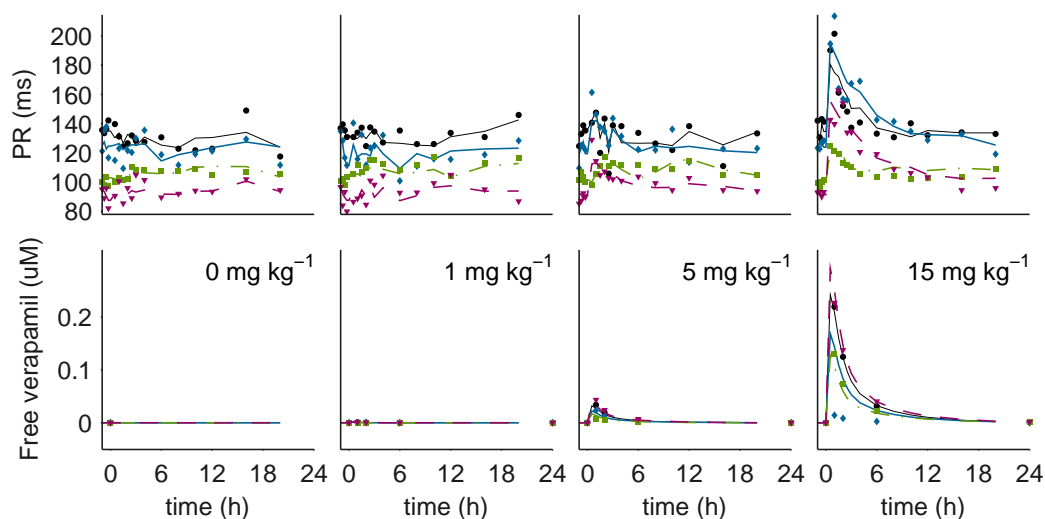 PR (ms)
200
180
160
140
120
100
80
Free verapamil (uM)
0.2
0.1
0
0 mg kg⁻¹
1 mg kg⁻¹
5 mg kg⁻¹
15 mg kg⁻¹
0 6 12 18 24
0 6 12 18 24
0 6 12 18 24
0 6 12 18 24
time (h)
time (h)
time (h)
time (h)